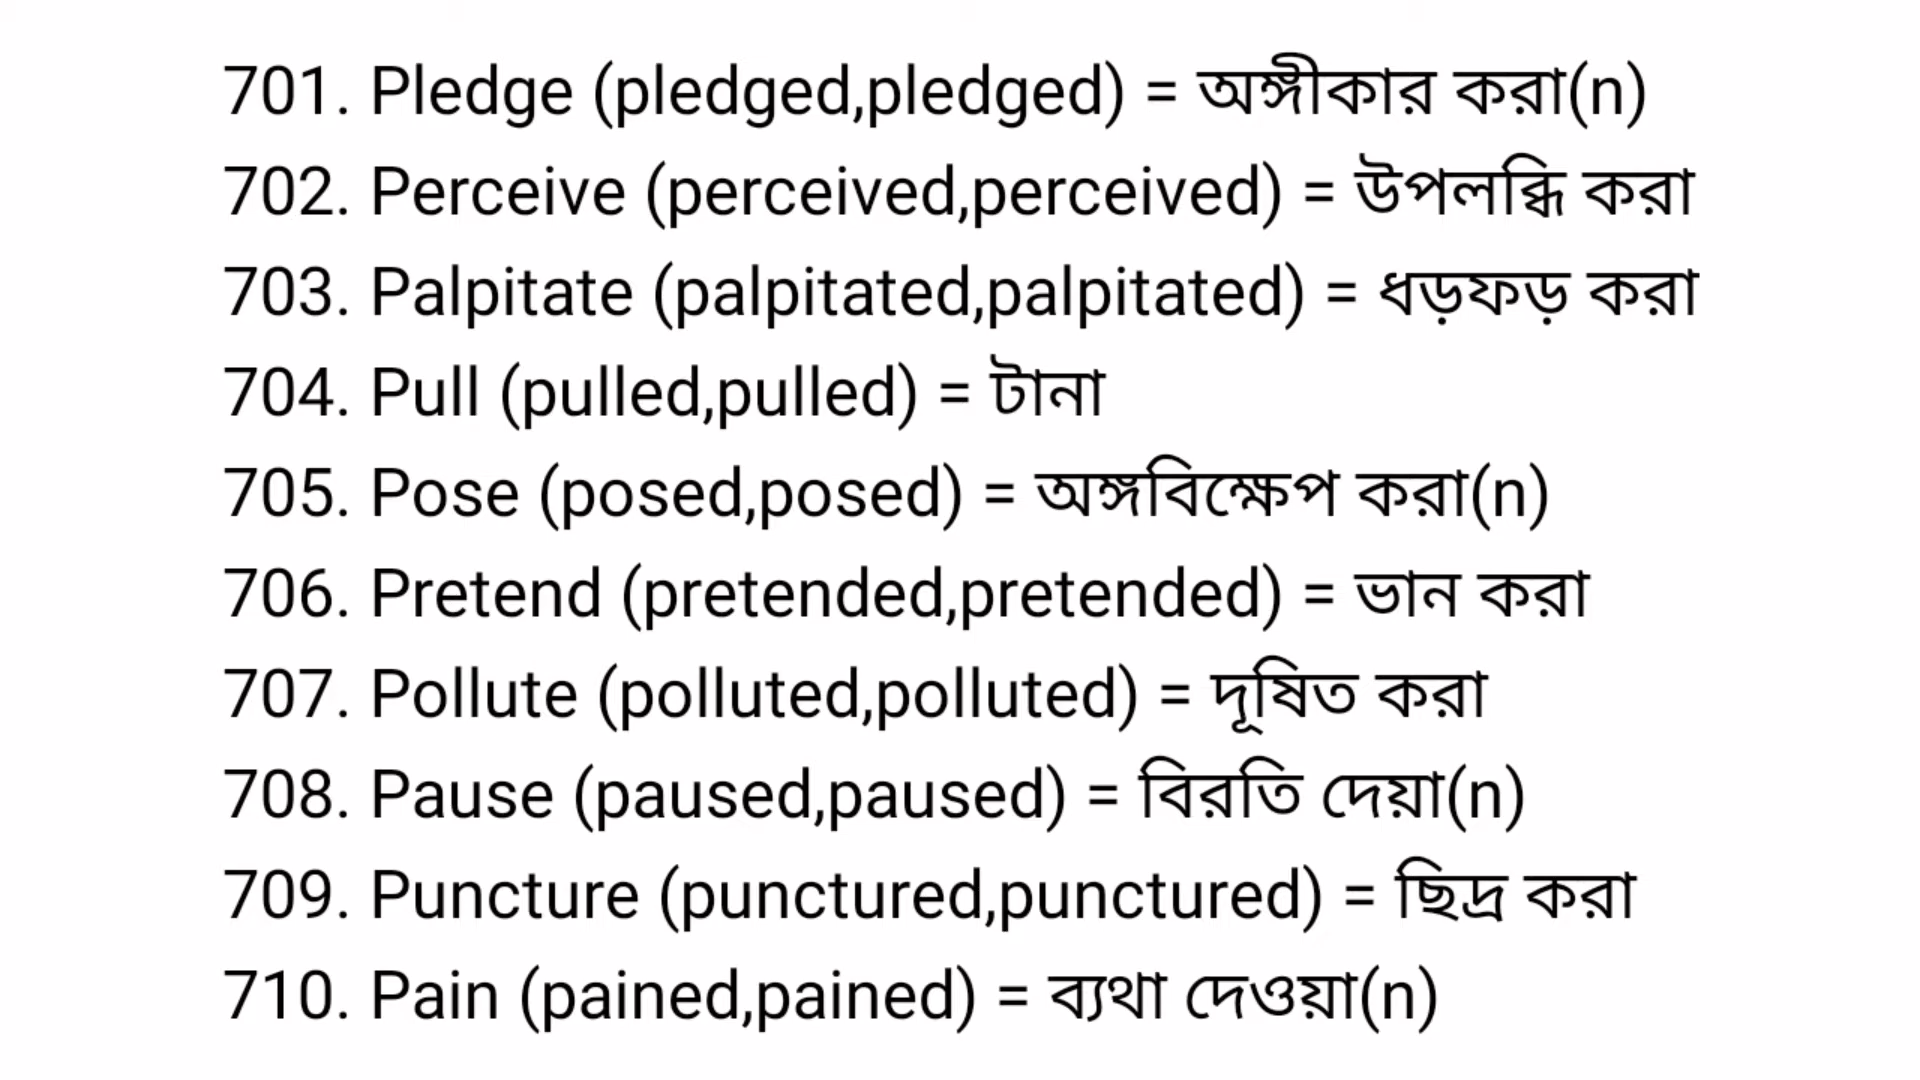 701. Pledge (pledged,pledged) = অঙ্গীকার করা(n)
702. Perceive (perceived,perceived) = উপলব্ধি করা
703. Palpitate (palpitated,palpitated) = ধড়ফড় করা
704. Pull (pulled,pulled) = টানা
705. Pose (posed,posed) = অঙ্গবিক্ষেপ করা(n)
706. Pretend (pretended,pretended) = ভান করা
707. Pollute (polluted,polluted) = দূষিত করা
708. Pause (paused,paused) = বিরতি দেয়া(n)
709. Puncture (punctured,punctured) = ছিদ্র করা
710. Pain (pained,pained) = ব্যথা দেওয়া(n)